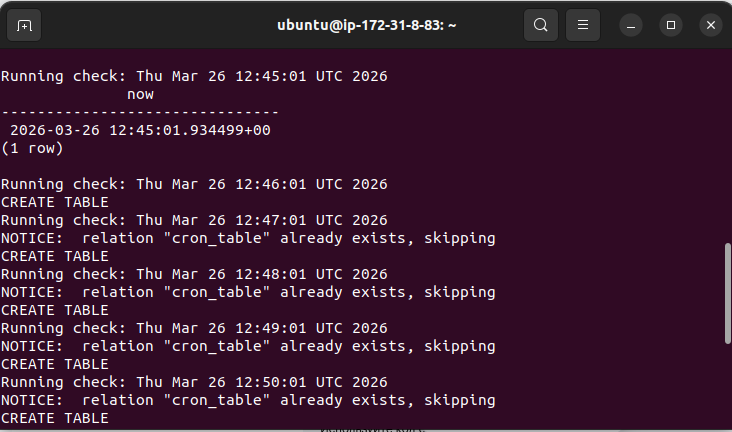 ubuntu@ip-172-31-8-83: ~
Running check: Thu Mar 26 12:45:01 UTC 2026
now
-------------------------------
2026-03-26 12:45:01.934499+00
(1 row)
Running check: Thu Mar 26 12:46:01 UTC 2026
CREATE TABLE
Running check: Thu Mar 26 12:47:01 UTC 2026
NOTICE:  relation "cron_table" already exists, skipping
CREATE TABLE
Running check: Thu Mar 26 12:48:01 UTC 2026
NOTICE:  relation "cron_table" already exists, skipping
CREATE TABLE
Running check: Thu Mar 26 12:49:01 UTC 2026
NOTICE:  relation "cron_table" already exists, skipping
CREATE TABLE
Running check: Thu Mar 26 12:50:01 UTC 2026
NOTICE:  relation "cron_table" already exists, skipping
CREATE TABLE